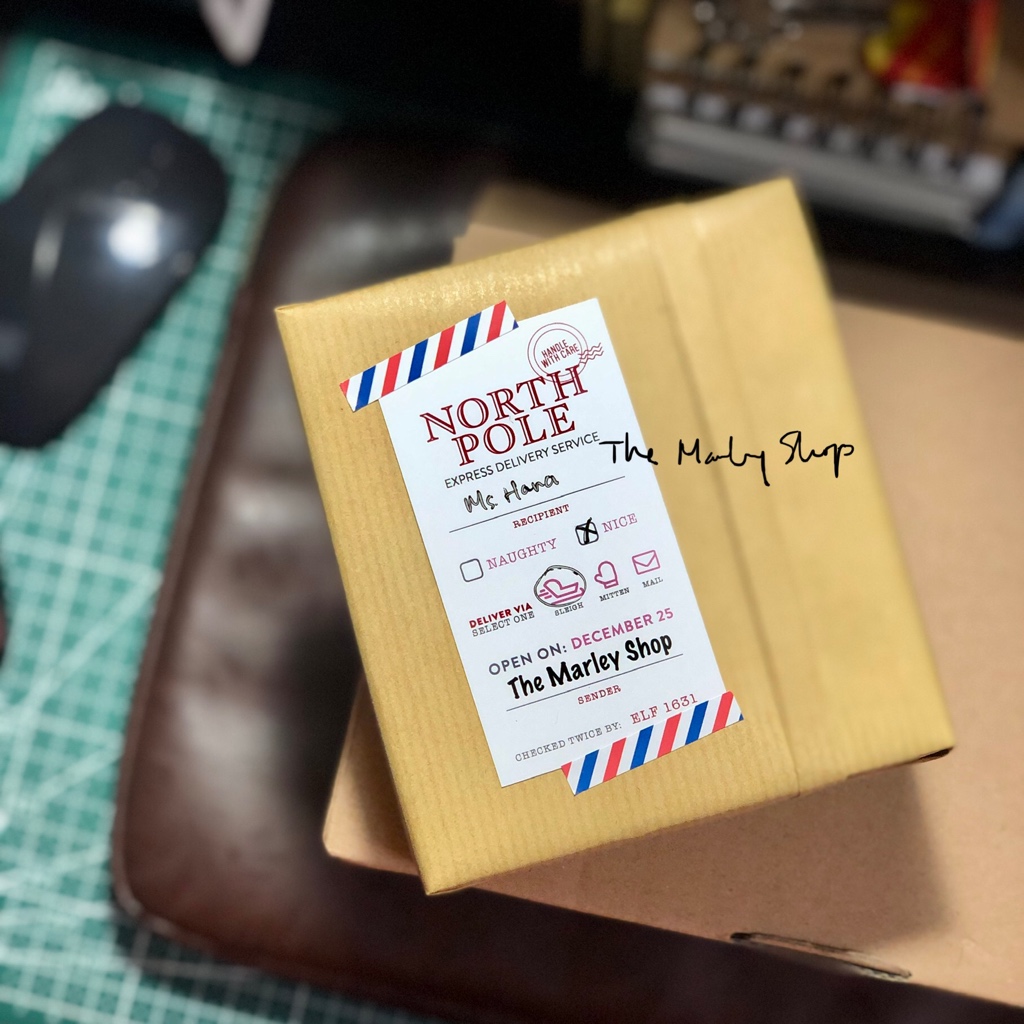 HANDLE
WITH CARE
NORTH
POLE
EXPRESS DELIVERY SERVICE
The Marley Shop
Ms. Hana
RECIPIENT
NAUGHTY
NICE
DELIVER VIA
SELECT ONE
SLEIGH
MITTEN
MAIL
OPEN ON: DECEMBER 25
The Marley Shop
SENDER
CHECKED TWICE BY: ELF 1631